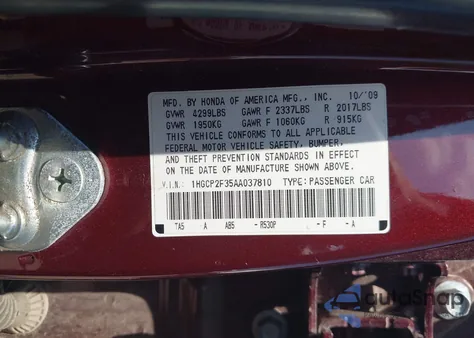 MFD. BY HONDA OF AMERICA MFG., INC. 10/'09
GVWR 4299LBS GAWR F 2337LBS R 2017LBS
GVWR 1950KG GAWR F 1060KG R 915KG
THIS VEHICLE CONFORMS TO ALL APPLICABLE
FEDERAL MOTOR VEHICLE SAFETY, BUMPER,
AND THEFT PREVENTION STANDARDS IN EFFECT
ON THE DATE OF MANUFACTURE SHOWN ABOVE.
V.I.N.: 1HGCP2F35AA037810 TYPE: PASSENGER CAR
TA5 A AB5 - R530P - F - A
autoSnap